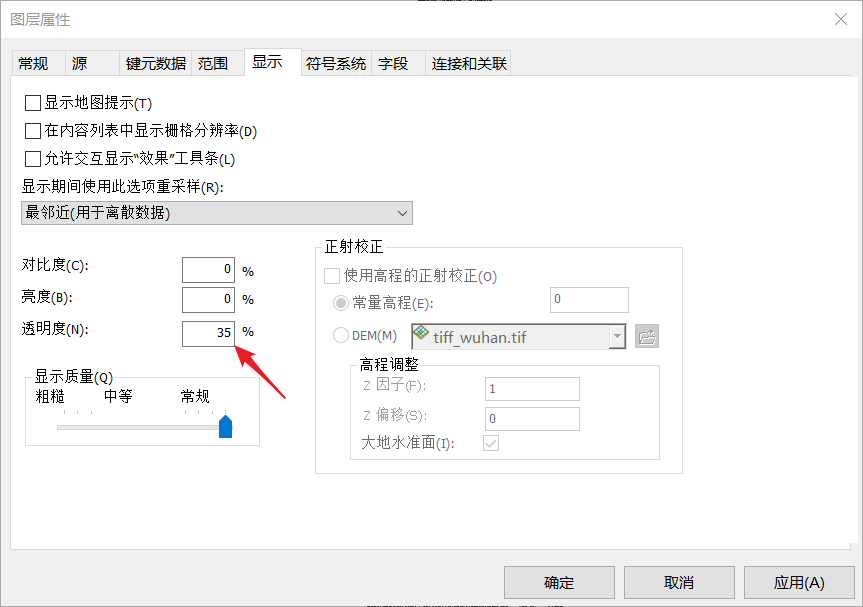 图层属性
常规 源 键元数据 范围 显示 符号系统 字段 连接和关联
显示地图提示(T)
在内容列表中显示栅格分辨率(D)
允许交互显示“效果”工具条(L)
显示期间使用此选项重采样(R):
最邻近(用于离散数据)
对比度(C): 0 %
亮度(B): 0 %
透明度(N): 35 %
显示质量(Q)
粗糙 中等 常规
正射校正
使用高程的正射校正(O)
常量高程(E): 0
DEM(M) tiff_wuhan.tif
高程调整
Z 因子(F): 1
Z 偏移(S): 0
大地水准面(I):
确定 取消 应用(A)